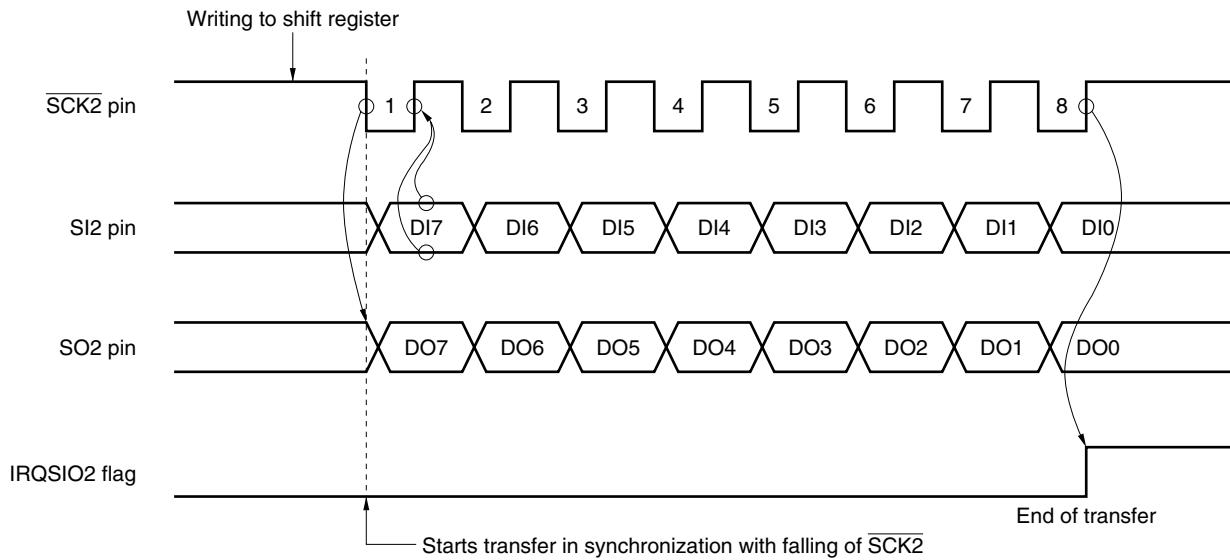 Writing to shift register
S̅C̅K̅2̅ pin
1 2 3 4 5 6 7 8
SI2 pin
DI7 DI6 DI5 DI4 DI3 DI2 DI1 DI0
SO2 pin
DO7 DO6 DO5 DO4 DO3 DO2 DO1 DO0
IRQSIO2 flag
End of transfer
Starts transfer in synchronization with falling of S̅C̅K̅2̅